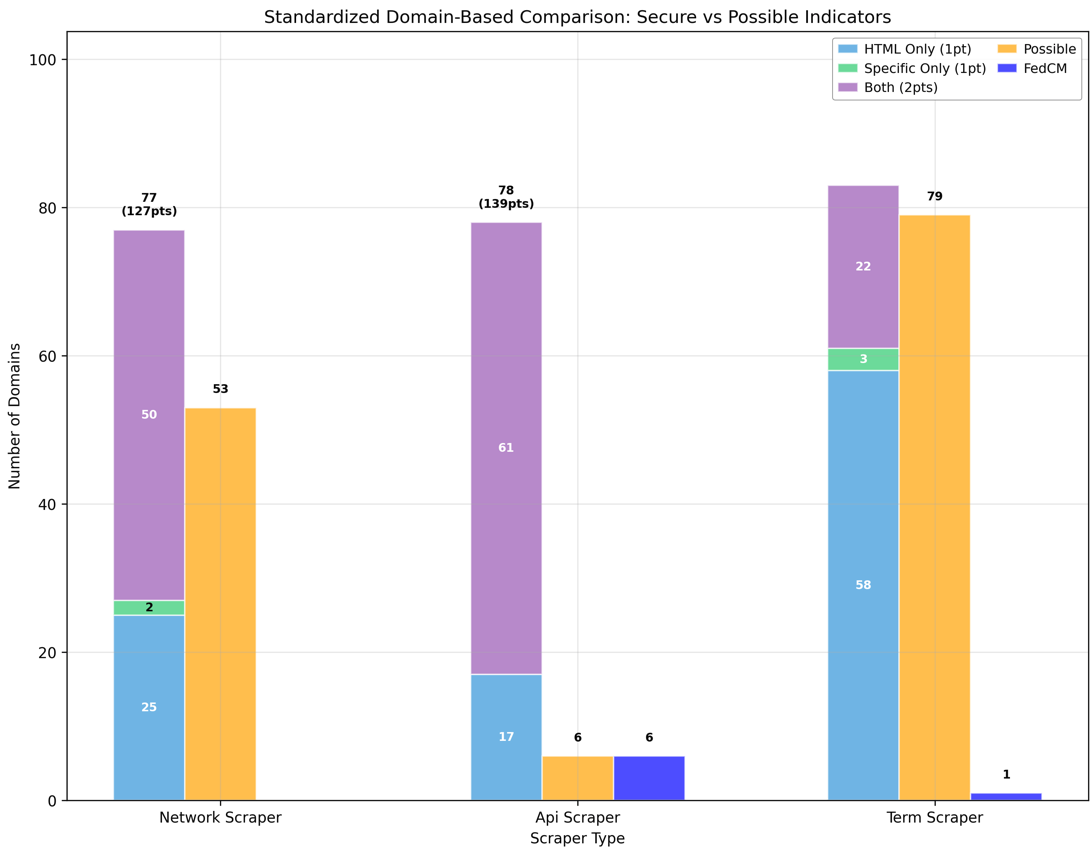 Standardized Domain-Based Comparison: Secure vs Possible Indicators
HTML Only (1pt)
Specific Only (1pt)
Both (2pts)
Possible
FedCM
Number of Domains
100
80
60
40
20
0
77
(127pts)
50
2
25
53
78
(139pts)
61
17
6
6
22
3
58
79
1
Network Scraper
Api Scraper
Term Scraper
Scraper Type